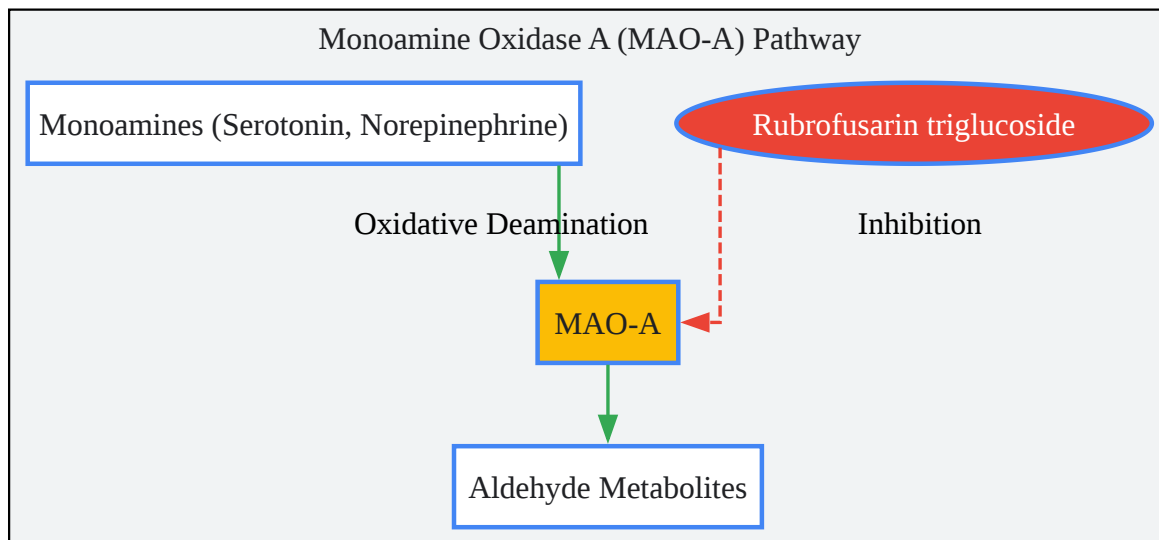 Monoamine Oxidase A (MAO-A) Pathway
Monoamines (Serotonin, Norepinephrine)
Rubrofusarin triglucoside
Oxidative Deamination
Inhibition
MAO-A
Aldehyde Metabolites